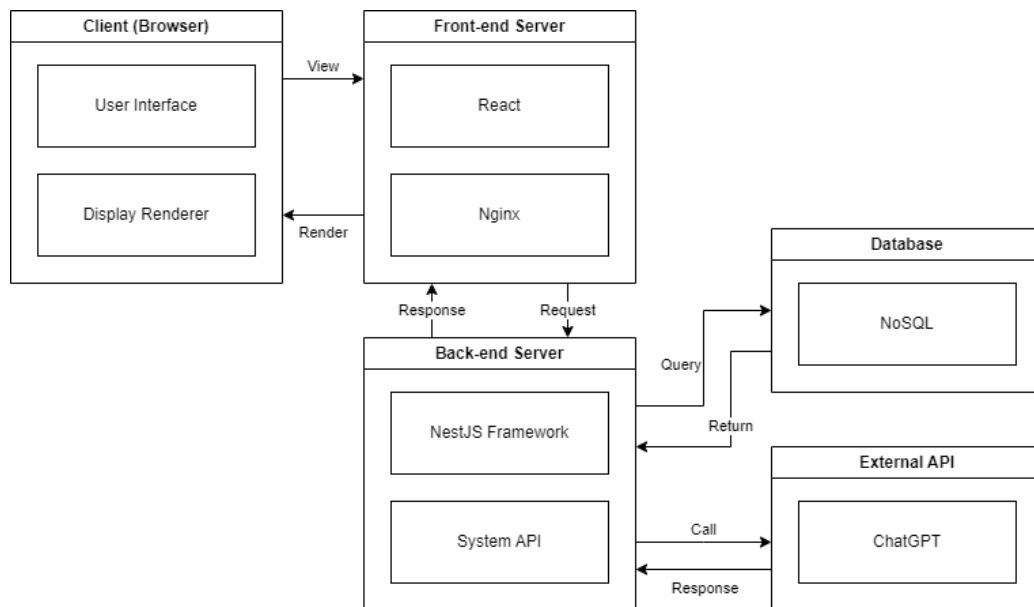 Client (Browser)
User Interface
Display Renderer
View
Render
Front-end Server
React
Nginx
Response
Request
Back-end Server
NestJS Framework
System API
Query
Return
Database
NoSQL
Call
Response
External API
ChatGPT